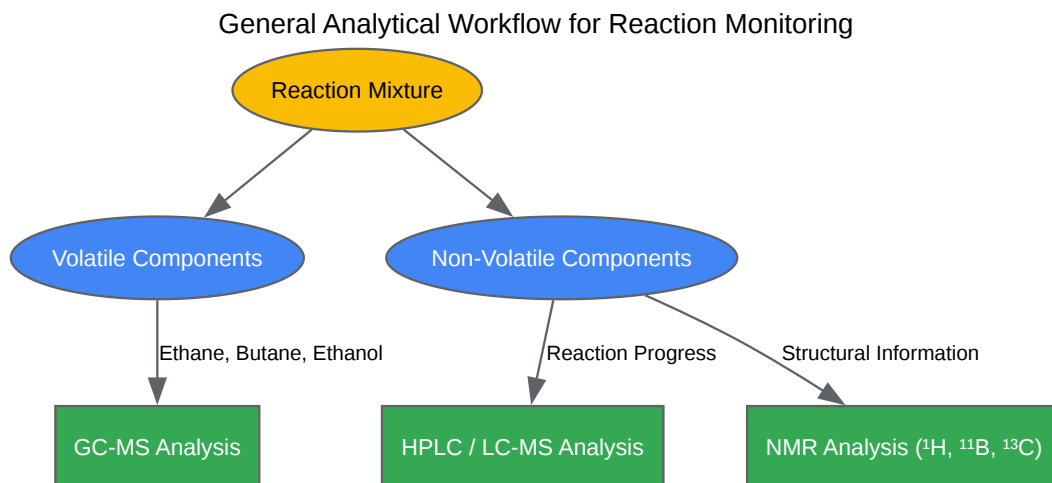 General Analytical Workflow for Reaction Monitoring
Reaction Mixture
Volatile Components
Non-Volatile Components
Ethane, Butane, Ethanol
Reaction Progress
Structural Information
GC-MS Analysis
HPLC / LC-MS Analysis
NMR Analysis (¹H, ¹¹B, ¹³C)